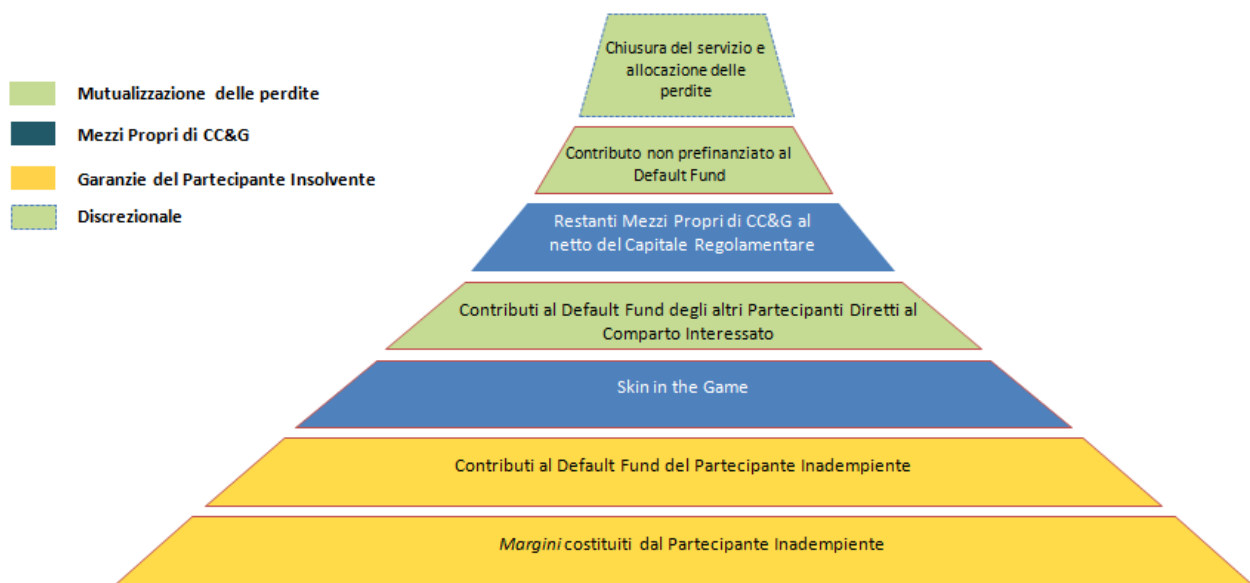 Chiusura del servizio e
allocazione delle
perdite
Mutualizzazione delle perdite
Mezzi Propri di CC&G
Garanzie del Partecipante Insolvente
Discrezionale
Contributo non prefinanziato al
Default Fund
Restanti Mezzi Propri di CC&G al
netto del Capitale Regolamentare
Contributi al Default Fund degli altri Partecipanti Diretti al
Comparto Interessato
Skin in the Game
Contributi al Default Fund del Partecipante Inadempiente
Margini costituiti dal Partecipante Inadempiente